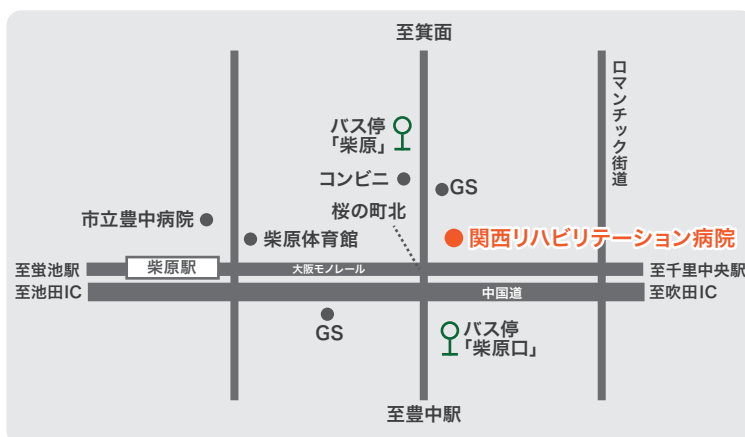 至箕面
ロマンチック街道
バス停
「柴原」
コンビニ
GS
桜の町北
市立豊中病院
柴原体育館
関西リハビリテーション病院
至蛍池駅
柴原駅
大阪モノレール
至千里中央駅
至池田IC
中国道
至吹田IC
GS
バス停
「柴原口」
至豊中駅